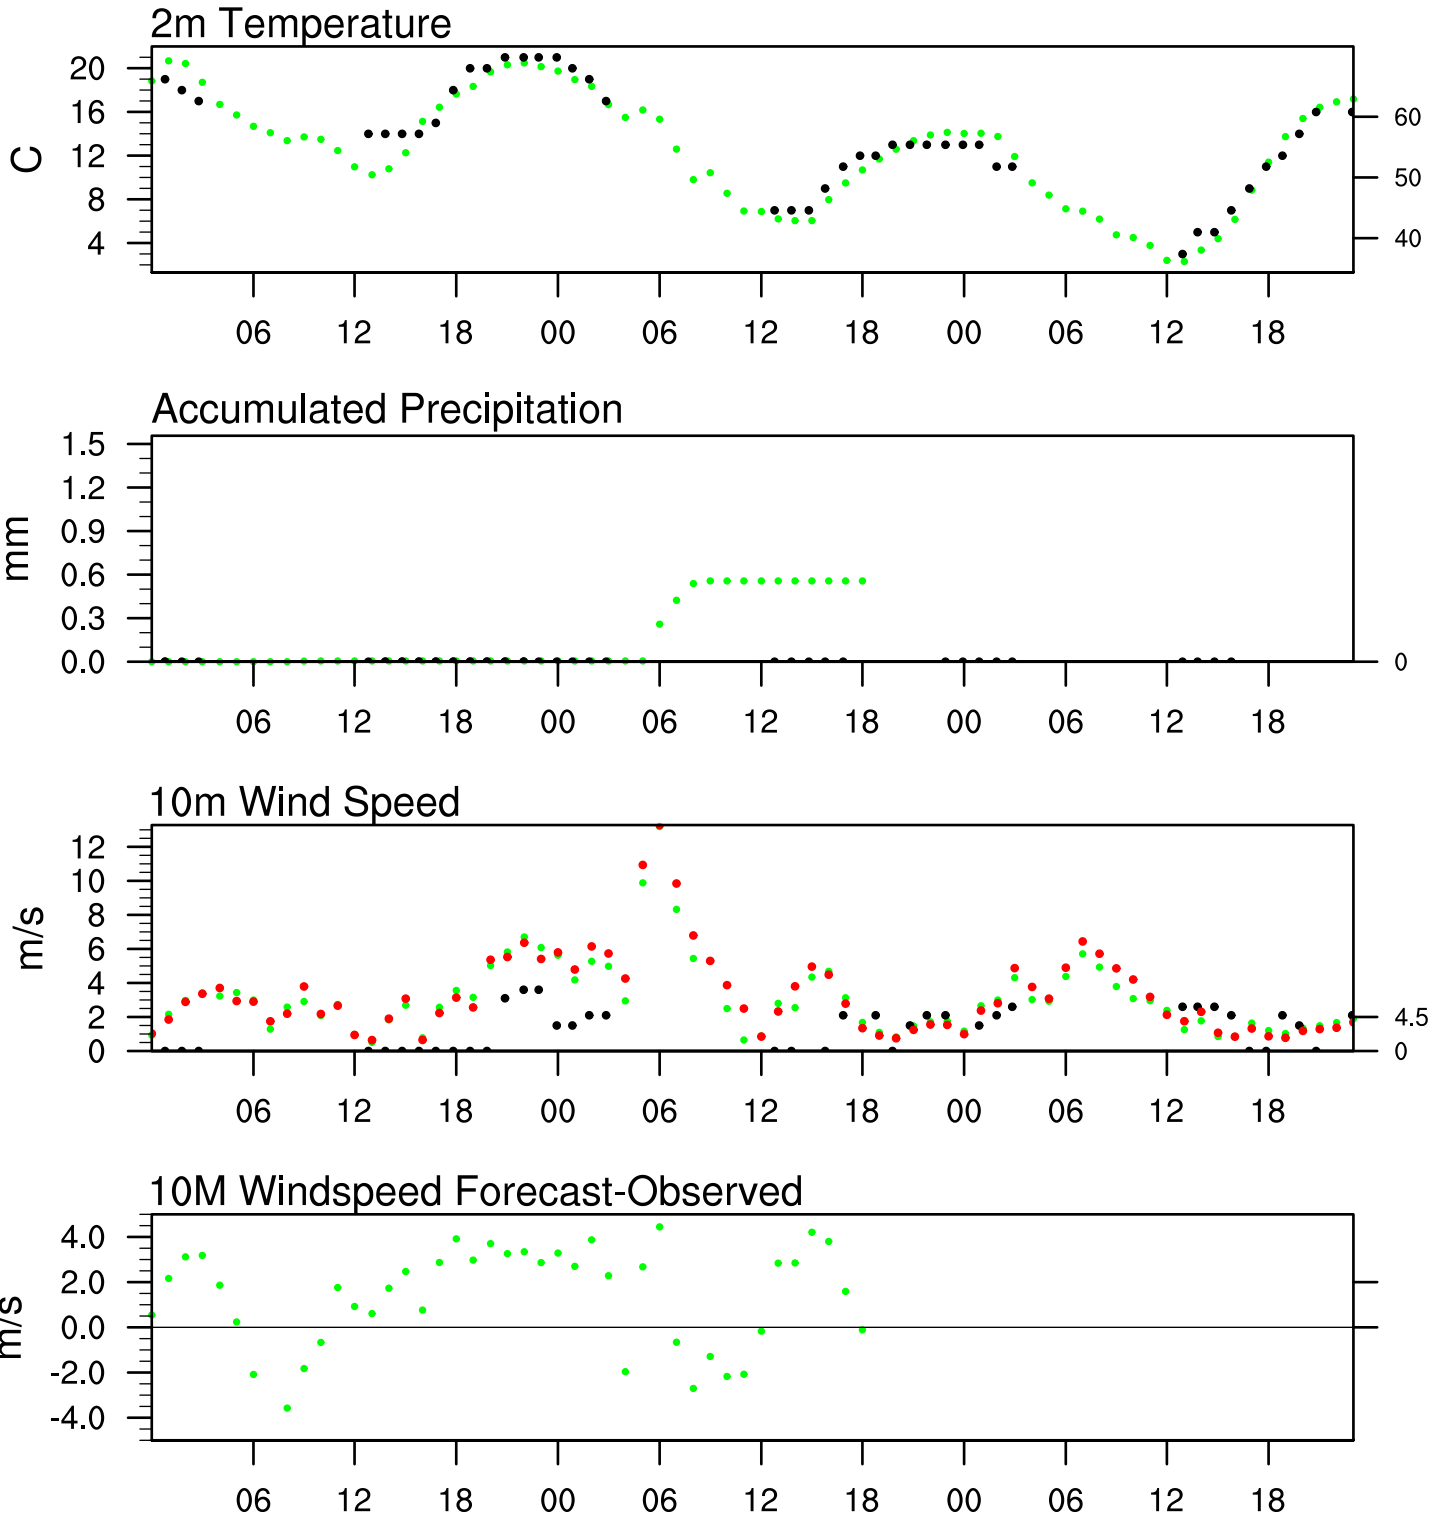 2m Temperature
20
16
12
8
4
C
60
50
40
06 12 18 00 06 12 18 00 06 12 18
Accumulated Precipitation
1.5
1.2
0.9
0.6
0.3
0.0
mm
0
06 12 18 00 06 12 18 00 06 12 18
10m Wind Speed
12
10
8
6
4
2
0
m/s
4.5
0
06 12 18 00 06 12 18 00 06 12 18
10M Windspeed Forecast-Observed
4.0
2.0
0.0
-2.0
-4.0
m/s
06 12 18 00 06 12 18 00 06 12 18